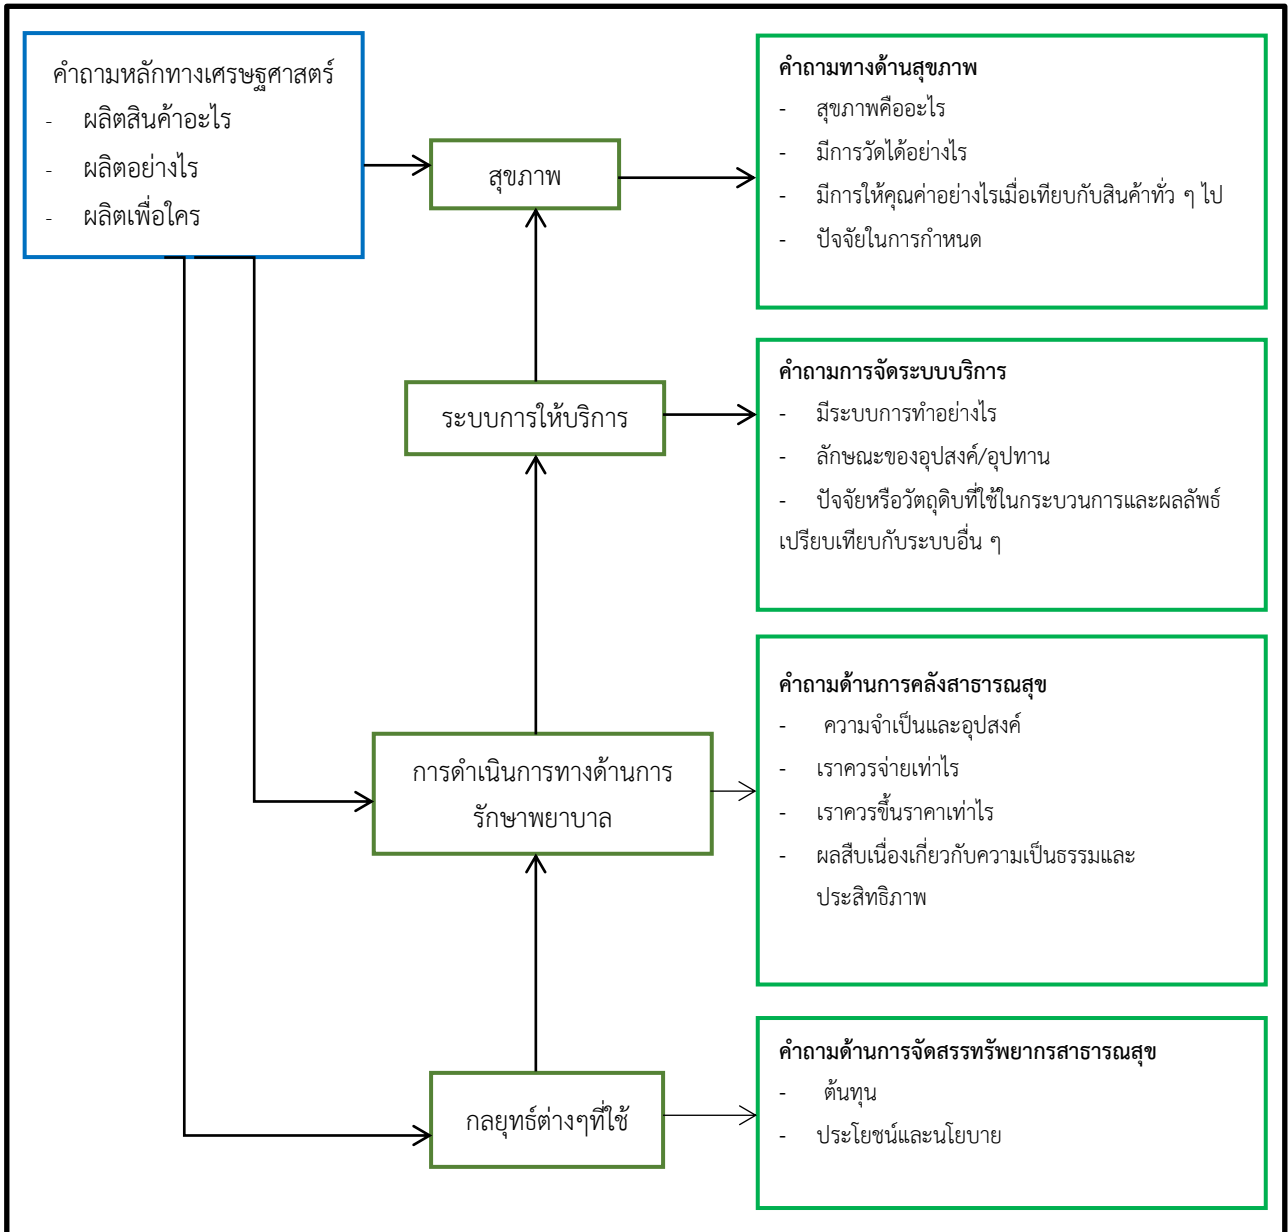 คำถามหลักทางเศรษฐศาสตร์
- ผลิตสินค้าอะไร
- ผลิตอย่างไร
- ผลิตเพื่อใคร
สุขภาพ
คำถามทางด้านสุขภาพ
- สุขภาพคืออะไร
- มีการวัดได้อย่างไร
- มีการให้คุณค่าอย่างไรเมื่อเทียบกับสินค้าทั่ว ๆ ไป
- ปัจจัยในการกำหนด
ระบบการให้บริการ
คำถามการจัดระบบบริการ
- มีระบบการทำอย่างไร
- ลักษณะของอุปสงค์/อุปทาน
- ปัจจัยหรือวัตถุดิบที่ใช้ในกระบวนการและผลลัพธ์
เปรียบเทียบกับระบบอื่น ๆ
การดำเนินการทางด้านการ
รักษาพยาบาล
คำถามด้านการคลังสาธารณสุข
- ความจำเป็นและอุปสงค์
- เราควรจ่ายเท่าไร
- เราควรขึ้นราคาเท่าไร
- ผลสืบเนื่องเกี่ยวกับความเป็นธรรมและ
ประสิทธิภาพ
กลยุทธ์ต่างๆที่ใช้
คำถามด้านการจัดสรรทรัพยากรสาธารณสุข
- ต้นทุน
- ประโยชน์และนโยบาย